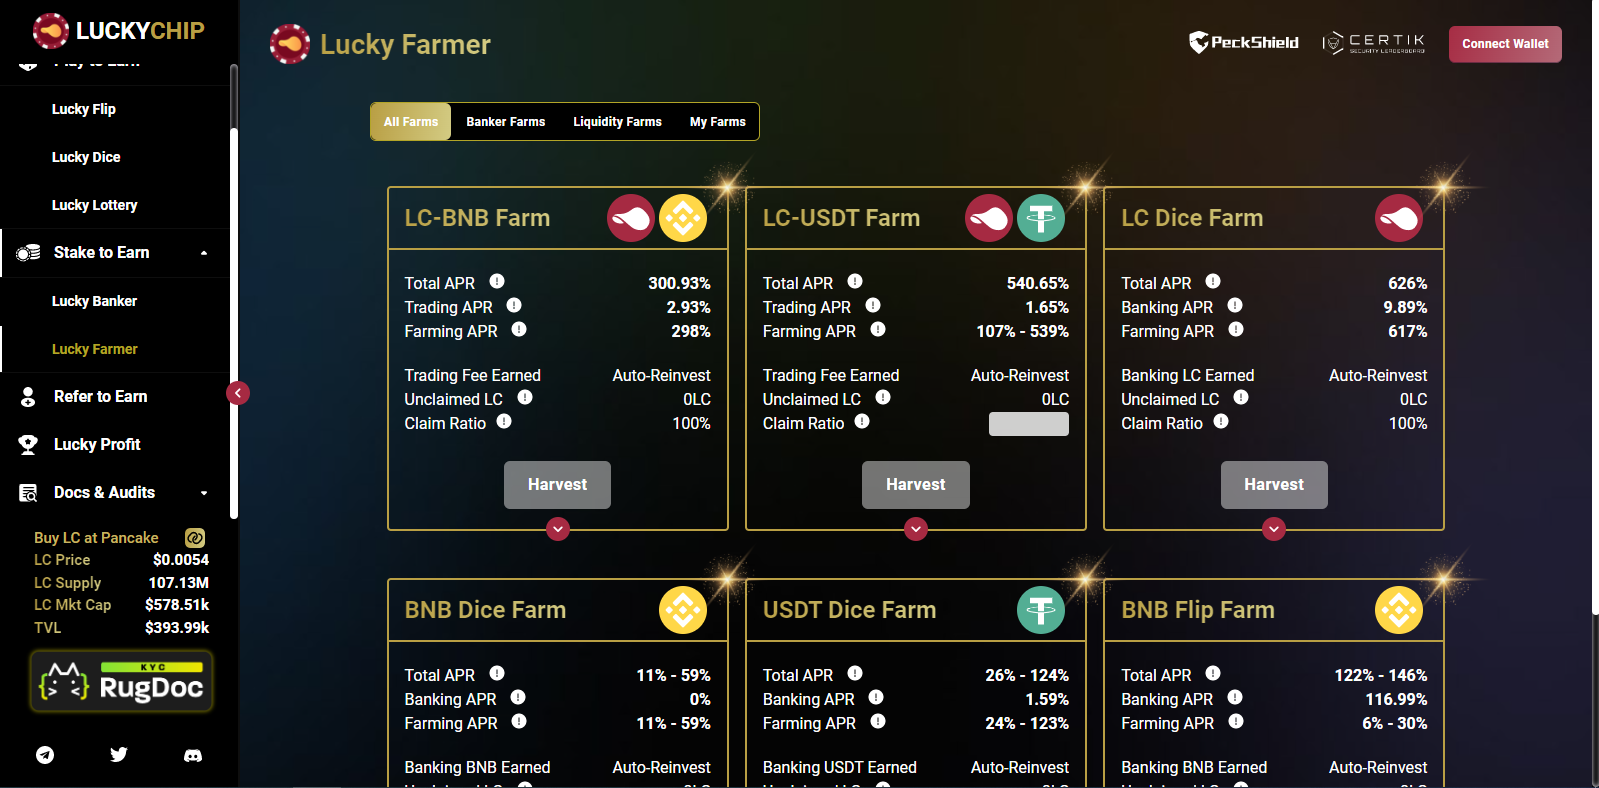 LUCKYCHIP
Play to Earn
Lucky Flip
Lucky Dice
Lucky Lottery
Stake to Earn
Lucky Banker
Lucky Farmer
Refer to Earn
Lucky Profit
Docs & Audits
Buy LC at Pancake
LC Price $0.0054
LC Supply 107.13M
LC Mkt Cap $578.51k
TVL $393.99k
KYC
RugDoc
Lucky Farmer
PeckShield
CERTIK
SECURITY LEADERBOARD
Connect Wallet
All Farms Banker Farms Liquidity Farms My Farms
LC-BNB Farm
Total APR 300.93%
Trading APR 2.93%
Farming APR 298%
Trading Fee Earned Auto-Reinvest
Unclaimed LC 0LC
Claim Ratio 100%
Harvest
LC-USDT Farm
Total APR 540.65%
Trading APR 1.65%
Farming APR 107% - 539%
Trading Fee Earned Auto-Reinvest
Unclaimed LC 0LC
Claim Ratio
Harvest
LC Dice Farm
Total APR 626%
Banking APR 9.89%
Farming APR 617%
Banking LC Earned Auto-Reinvest
Unclaimed LC 0LC
Claim Ratio 100%
Harvest
BNB Dice Farm
Total APR 11% - 59%
Banking APR 0%
Farming APR 11% - 59%
Banking BNB Earned Auto-Reinvest
USDT Dice Farm
Total APR 26% - 124%
Banking APR 1.59%
Farming APR 24% - 123%
Banking USDT Earned Auto-Reinvest
BNB Flip Farm
Total APR 122% - 146%
Banking APR 116.99%
Farming APR 6% - 30%
Banking BNB Earned Auto-Reinvest